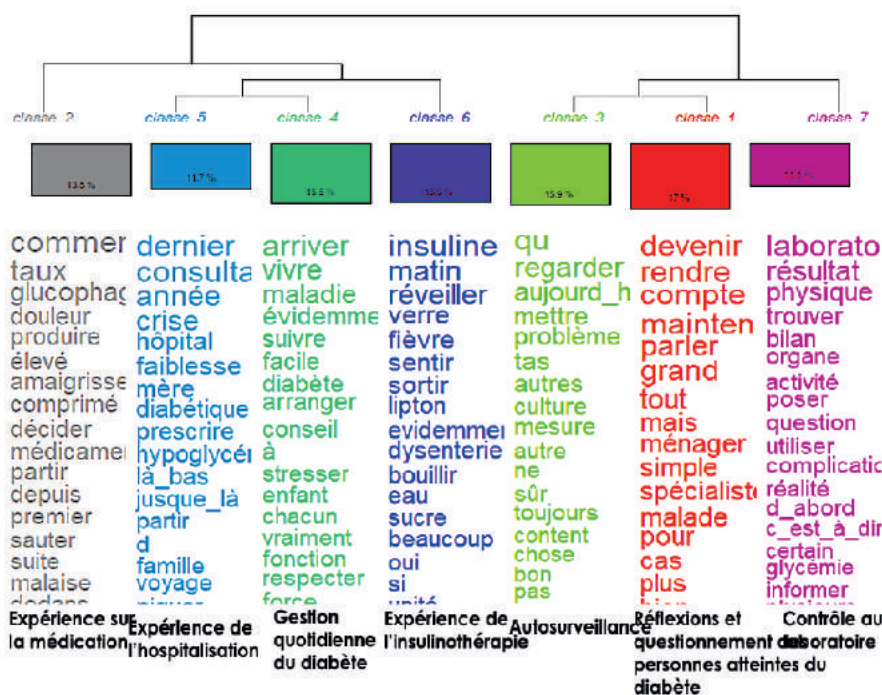 classe 2
classe 5
classe 4
classe 6
classe 3
classe 1
classe 7
11,7 %
15,9 %
17 %
commer
taux
glucophag
douleur
produire
élevé
amaigrisse
comprimé
décider
médicamer
partir
depuis
premier
sauter
suite
malaise
dedans
Expérience sur
la médication
dernier
consulta
année
crise
hôpital
faiblesse
mère
diabétique
prescrire
hypoglycér
là_bas
jusque_là
partir
d
famille
voyage
piquer
Expérience de
l'hospitalisation
arriver
vivre
maladie
évidemme
suivre
facile
diabète
arranger
conseil
à
stresser
enfant
chacun
vraiment
fonction
respecter
force
Gestion
quotidienne
du diabète
insuline
matin
réveiller
verre
fièvre
sentir
sortir
lipton
evidemmer
dysenterie
bouillir
eau
sucre
beaucoup
oui
si
unité
Expérience de
l'insulinothérapie
qu
regarder
aujourd_h
mettre
problème
tas
autres
culture
mesure
autre
ne
sûr
toujours
content
chose
bon
pas
Autosurveillance
devenir
rendre
compte
mainten
parler
grand
tout
mais
ménager
simple
spécialiste
malade
pour
cas
plus
bien
Réflexions et
questionnement des
personnes atteintes du
diabète
laborato
résultat
physique
trouver
bilan
organe
activité
poser
question
utiliser
complicatio
réalité
d_abord
c_est_à_dir
certain
glycémie
informer
plusieurs
Contrôle au
laboratoire